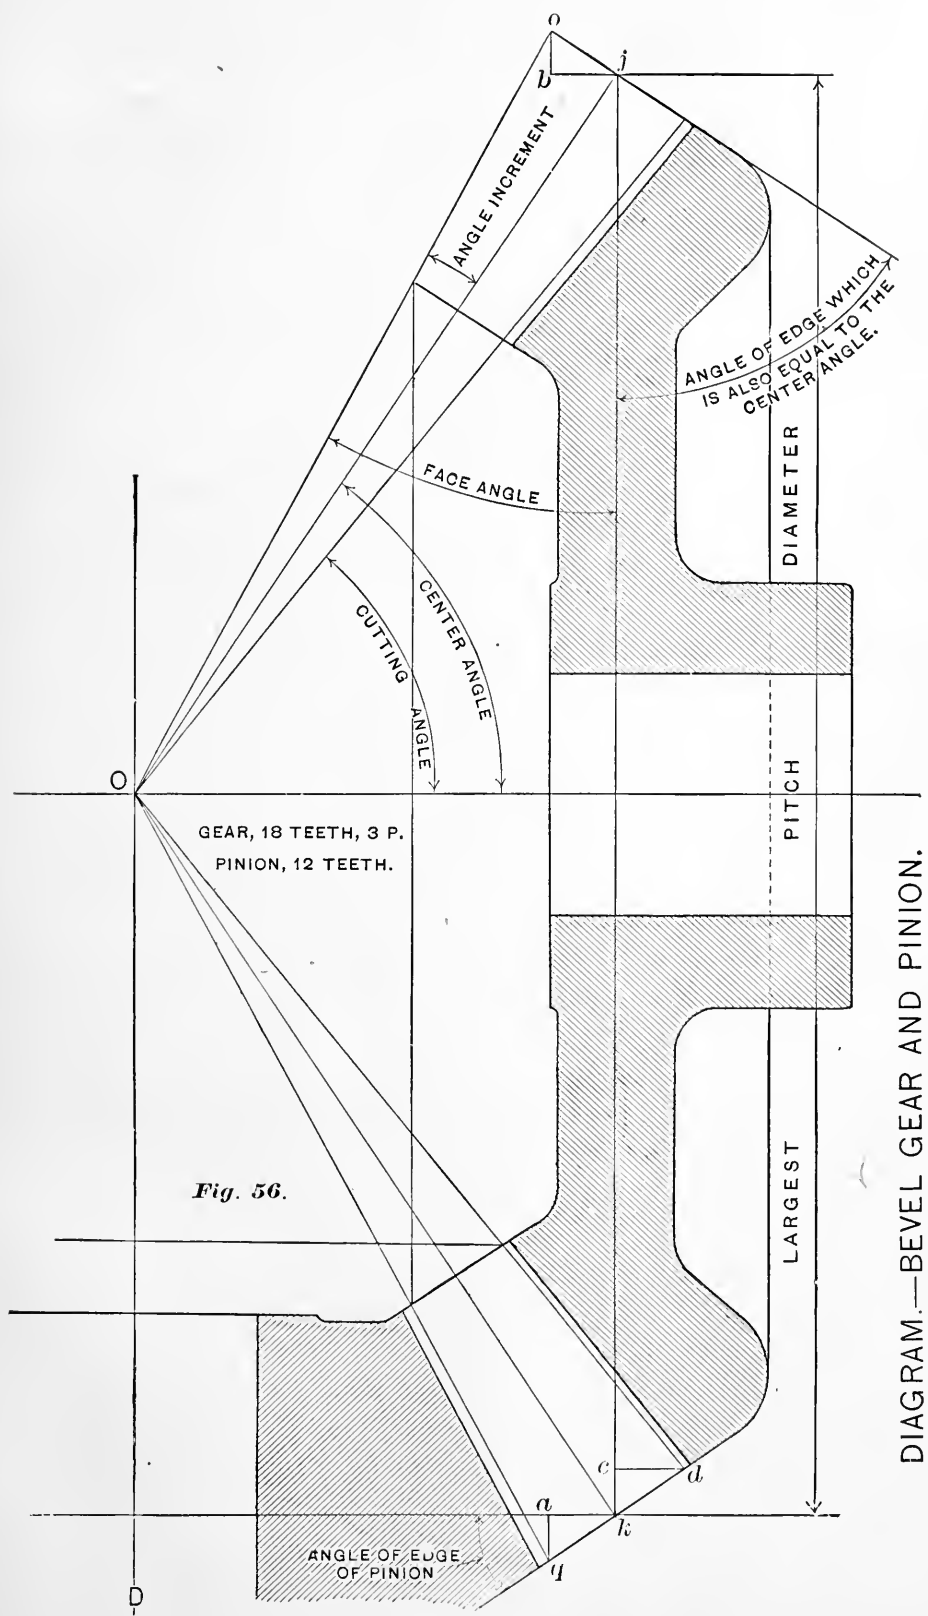 o
b
j
ANGLE INCREMENT
ANGLE OF EDGE WHICH
IS ALSO EQUAL TO THE
CENTER ANGLE.
FACE ANGLE
CENTER ANGLE
CUTTING
ANGLE
DIAMETER
PITCH
LARGEST
O
GEAR, 18 TEETH, 3 P.
PINION, 12 TEETH.
Fig. 56.
c
d
a
k
q
ANGLE OF EDGE
OF PINION
D
DIAGRAM.—BEVEL GEAR AND PINION.